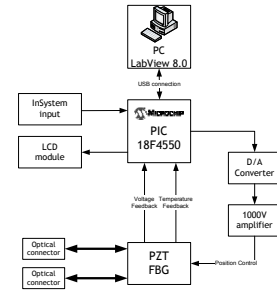 PC
LabView 8.0
USB connection
InSystem
input
MICROCHIP
PIC
18F4550
LCD
module
D/A
Converter
Voltage
Feedback
Temperature
Feedback
1000V
amplifier
Optical
connector
PZT
FBG
Position Control
Optical
connector